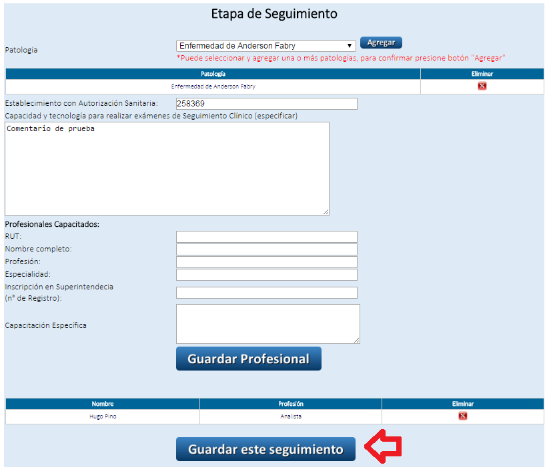 Etapa de Seguimiento
Patología
Enfermedad de Anderson Fabry
Agregar
*Puede seleccionar y agregar una o más patologías, para confirmar presione botón "Agregar"
Patología Eliminar
Enfermedad de Anderson Fabry
Establecimiento con Autorización Sanitaria: 258369
Capacidad y tecnología para realizar exámenes de Seguimiento Clínico (especificar)
Comentario de prueba
Profesionales Capacitados:
RUT:
Nombre completo:
Profesión:
Especialidad:
Inscripción en Superintendecia
(nº de Registro):
Capacitación Específica
Guardar Profesional
Nombre Profesión Eliminar
Hugo Pino Analista
Guardar este seguimiento